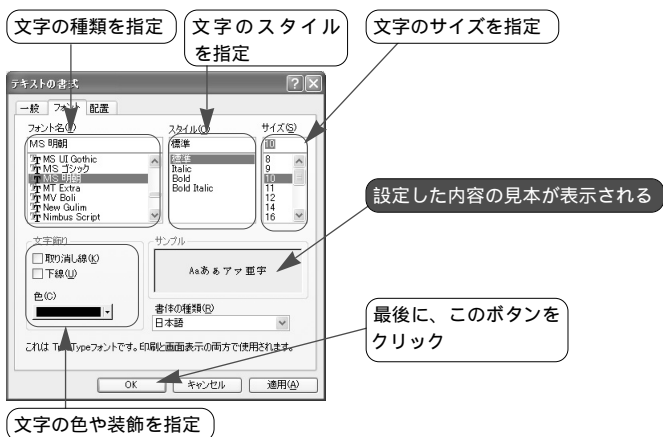 文字の種類を指定
文字のスタイル
を指定
文字のサイズを指定
テキストの書式
一般 フォント 配置
フォント名(F) スタイル(O) サイズ(S)
MS 明朝 標準 10
MS UI Gothic 標準 8
MS ゴシック Italic 9
MS 明朝 Bold 10
MT Extra Bold Italic 11
MV Boli 12
New Gulim 14
Nimbus Script 16
設定した内容の見本が表示される
文字飾り サンプル
取り消し線(K)
下線(U)
Aaあぁアァ亜宇
色(C)
書体の種類(R)
日本語
最後に、このボタンを
クリック
これは TrueTypeフォントです。印刷と画面表示の両方で使用されます。
OK キャンセル 適用(A)
文字の色や装飾を指定